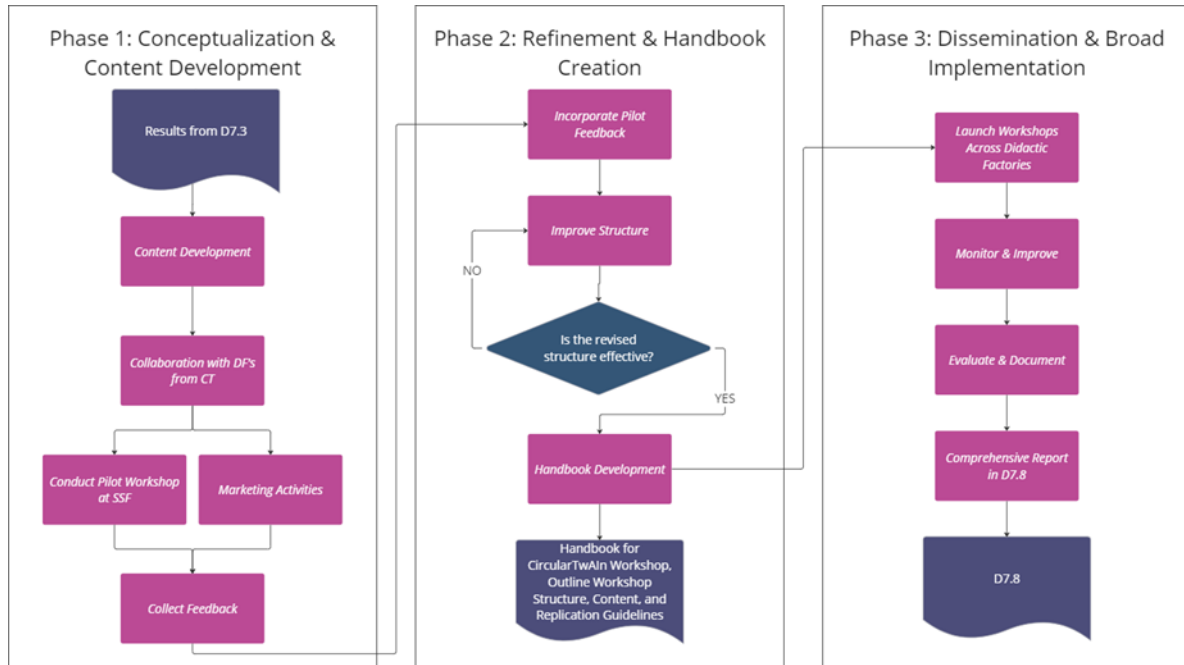 Phase 1: Conceptualization &
Content Development
Results from D7.3
Content Development
Collaboration with DF's
from CT
Conduct Pilot Workshop
at SSF
Marketing Activities
Collect Feedback
Phase 2: Refinement & Handbook
Creation
Incorporate Pilot
Feedback
Improve Structure
NO
Is the revised
structure effective?
YES
Handbook Development
Handbook for
CircularTwAIn Workshop,
Outline Workshop
Structure, Content, and
Replication Guidelines
Phase 3: Dissemination & Broad
Implementation
Launch Workshops
Across Didactic
Factories
Monitor & Improve
Evaluate & Document
Comprehensive Report
in D7.8
D7.8